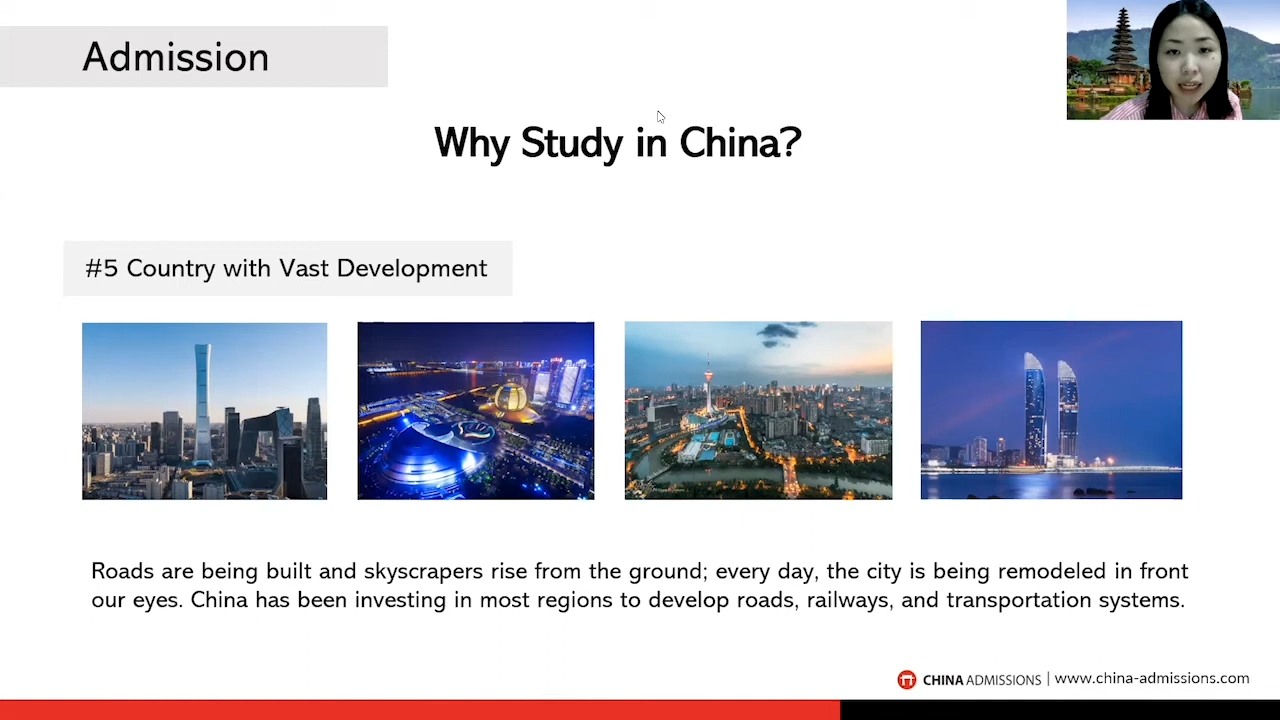 Admission
Why Study in China?
#5 Country with Vast Development
Roads are being built and skyscrapers rise from the ground; every day, the city is being remodeled in front
our eyes. China has been investing in most regions to develop roads, railways, and transportation systems.
CHINA ADMISSIONS | www.china-admissions.com